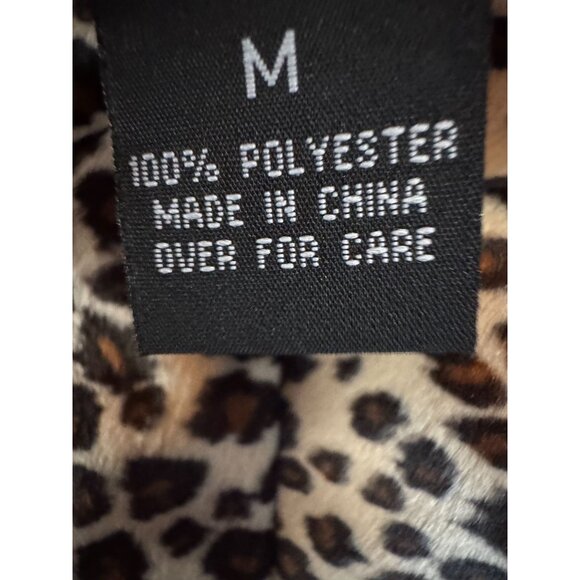 M
100% POLYESTER
MADE IN CHINA
OVER FOR CARE